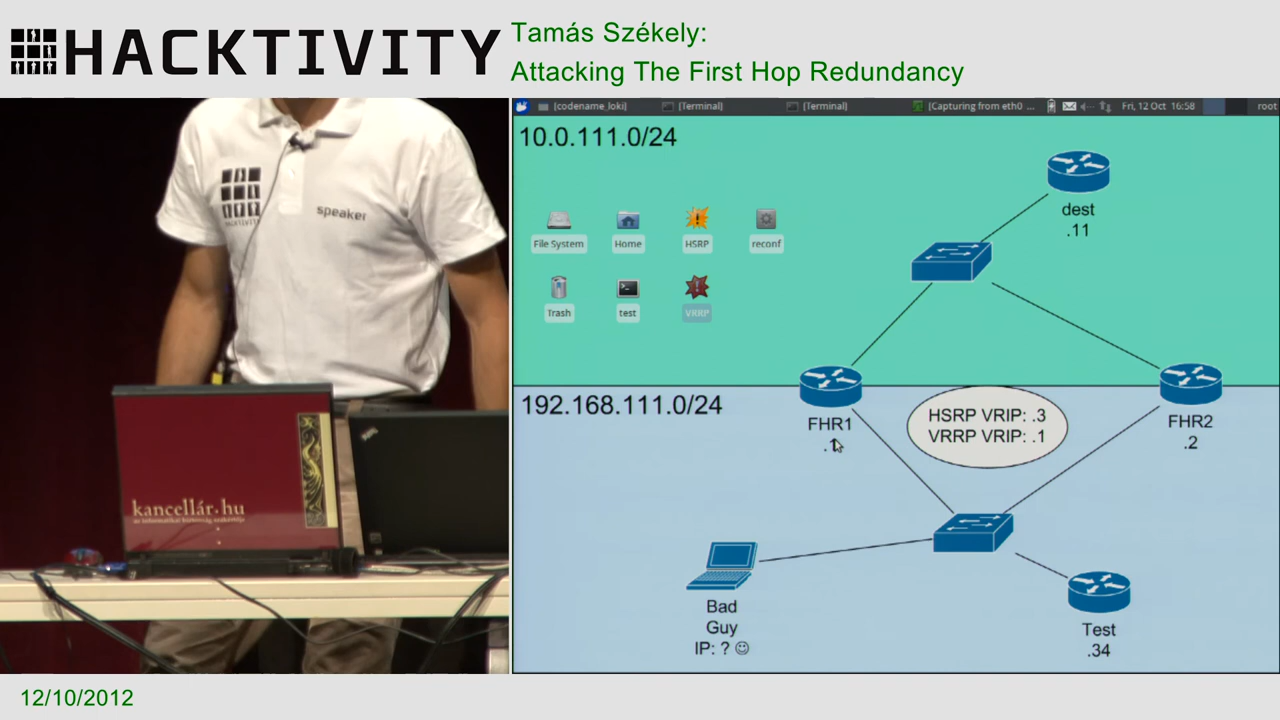 HACKTIVITY
Tamás Székely:
Attacking The First Hop Redundancy
[codename_loki]
[Terminal]
[Terminal]
[Capturing from eth0 ...
Fri, 12 Oct 16:58
root
10.0.111.0/24
dest
.11
File System
Home
HSRP
reconf
Trash
test
VRRP
192.168.111.0/24
FHR1
.1
HSRP VRIP: .3
VRRP VRIP: .1
FHR2
.2
Bad
Guy
IP: ? ☺
Test
.34
HACKTIVITY
speaker
kancellár.hu
12/10/2012